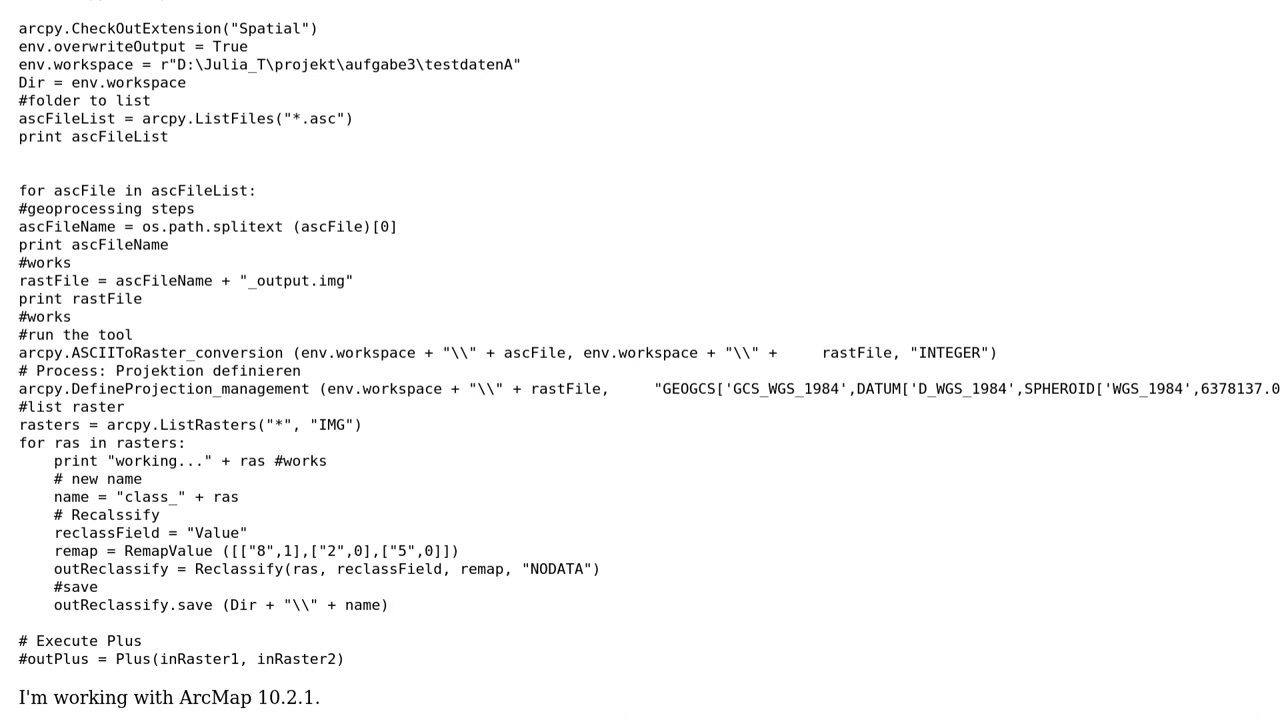 arcpy.CheckOutExtension("Spatial")
env.overwriteOutput = True
env.workspace = r"D:\Julia_T\projekt\aufgabe3\testdatenA"
Dir = env.workspace
#folder to list
ascFileList = arcpy.ListFiles("*.asc")
print ascFileList
for ascFile in ascFileList:
#geoprocessing steps
ascFileName = os.path.splitext (ascFile)[0]
print ascFileName
#works
rastFile = ascFileName + "_output.img"
print rastFile
#works
#run the tool
arcpy.ASCIIToRaster_conversion (env.workspace + "\\" + ascFile, env.workspace + "\\" +     rastFile, "INTEGER")
# Process: Projektion definieren
arcpy.DefineProjection_management (env.workspace + "\\" + rastFile,     "GEOGCS['GCS_WGS_1984',DATUM['D_WGS_1984',SPHEROID['WGS_1984',6378137.0
#list raster
rasters = arcpy.ListRasters("*", "IMG")
for ras in rasters:
    print "working..." + ras #works
    # new name
    name = "class_" + ras
    # Recalssify
    reclassField = "Value"
    remap = RemapValue ([["8",1],["2",0],["5",0]])
    outReclassify = Reclassify(ras, reclassField, remap, "NODATA")
    #save
    outReclassify.save (Dir + "\\" + name)
# Execute Plus
#outPlus = Plus(inRaster1, inRaster2)
I'm working with ArcMap 10.2.1.